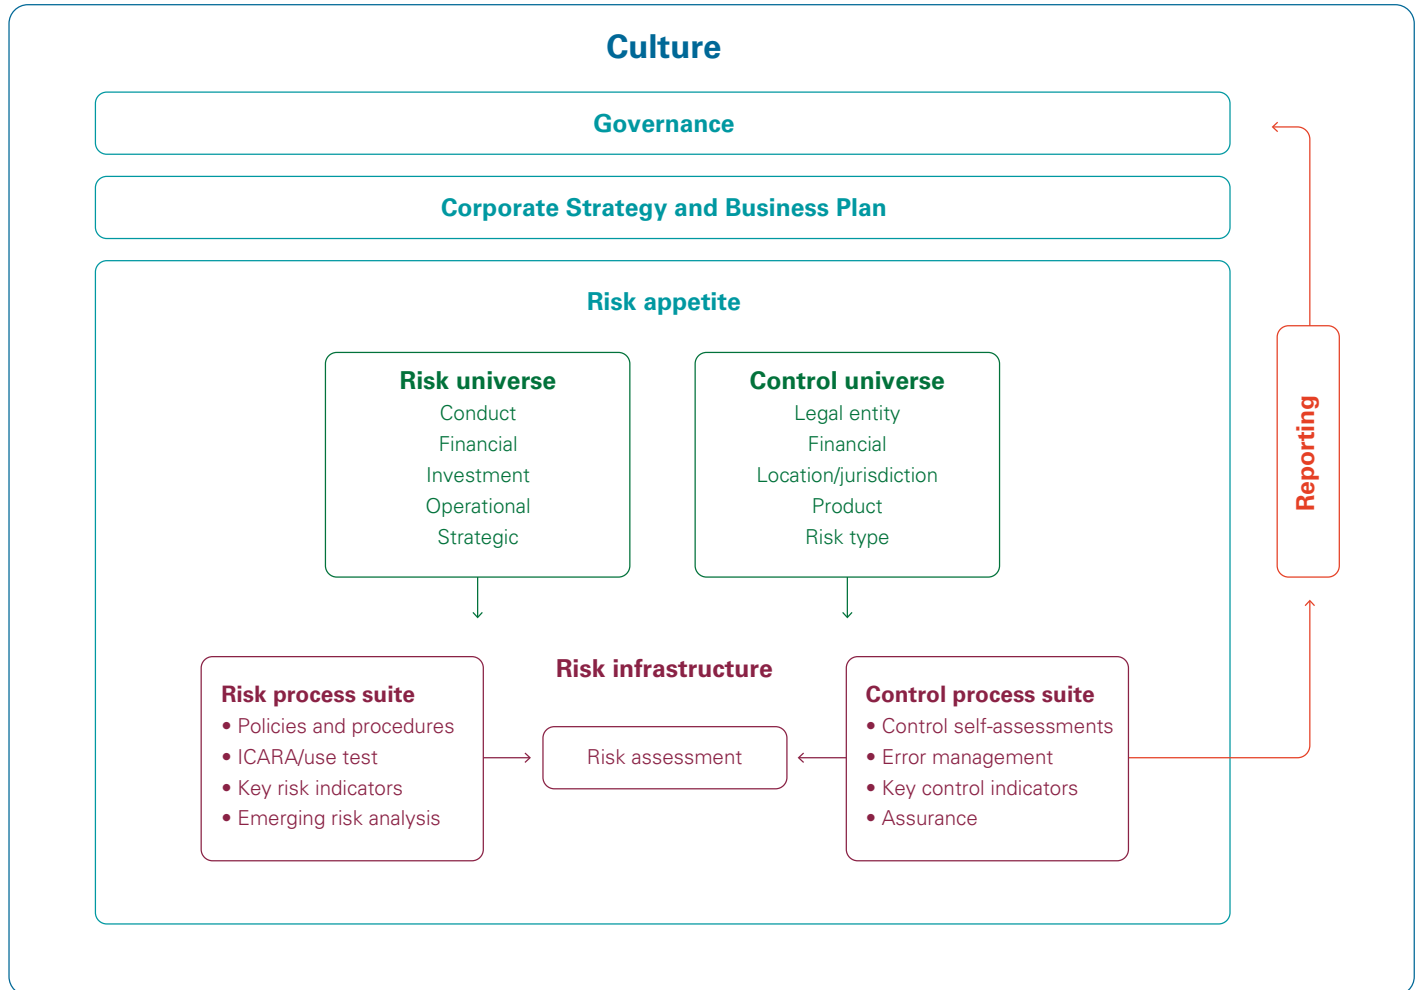 Culture
Governance
Corporate Strategy and Business Plan
Risk appetite
Risk universe
Conduct
Financial
Investment
Operational
Strategic
Control universe
Legal entity
Financial
Location/jurisdiction
Product
Risk type
Reporting
Risk infrastructure
Risk process suite
• Policies and procedures
• ICARA/use test
• Key risk indicators
• Emerging risk analysis
Risk assessment
Control process suite
• Control self-assessments
• Error management
• Key control indicators
• Assurance